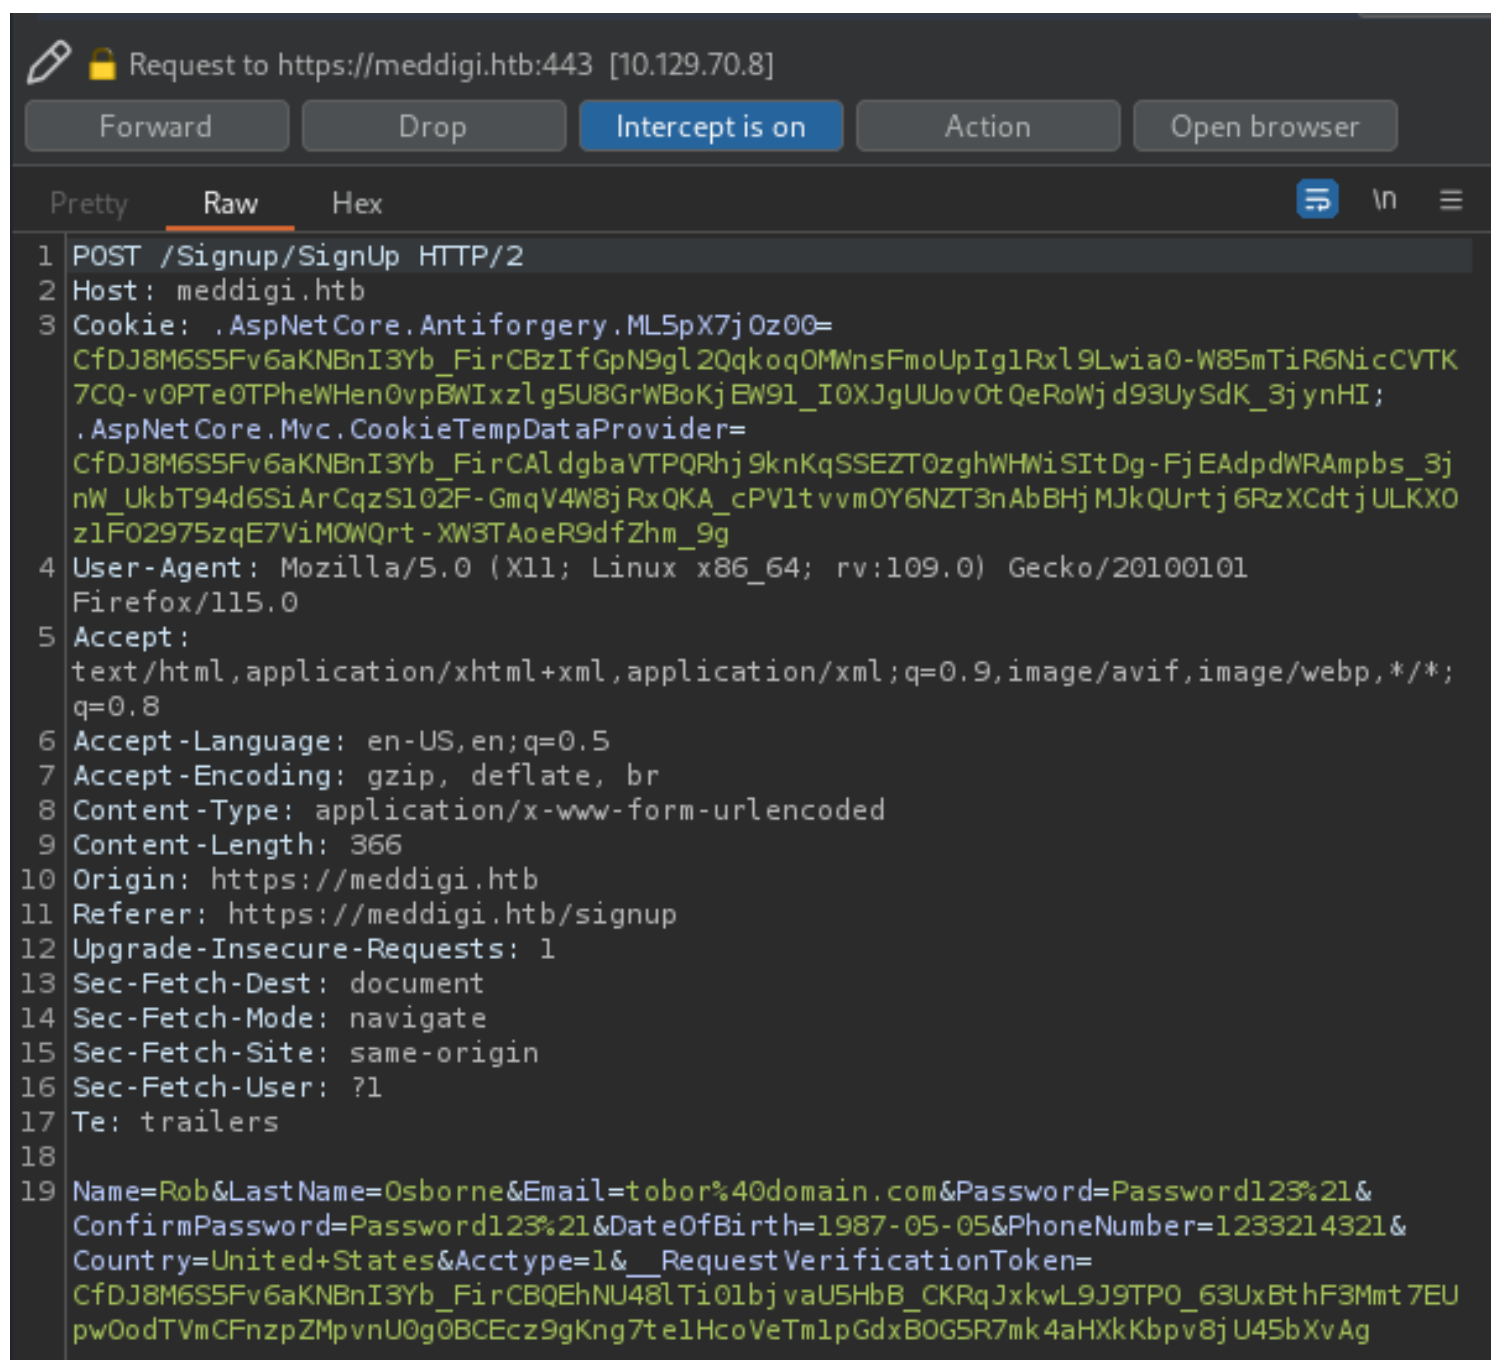 Request to https://meddigi.htb:443 [10.129.70.8]
Forward Drop Intercept is on Action Open browser
Pretty Raw Hex \n
1 POST /Signup/SignUp HTTP/2
2 Host: meddigi.htb
3 Cookie: .AspNetCore.Antiforgery.ML5pX7jOz00=
CfDJ8M6S5Fv6aKNBnI3Yb_FirCBzIfGpN9gl2QqkoqOMWnsFmoUpIg1Rxl9Lwia0-W85mTiR6NicCVTK
7CQ-v0PTe0TPheWHen0vpBWIxzlg5U8GrWBoKjEW9l_I0XJgUUovOtQeRoWjd93UySdK_3jynHI;
.AspNetCore.Mvc.CookieTempDataProvider=
CfDJ8M6S5Fv6aKNBnI3Yb_FirCAldgbaVTPQRhj9knKqSSEZT0zghWHWiSItDg-FjEAdpdWRAmpbs_3j
nW_UkbT94d6SiArCqzS102F-GmqV4W8jRxQKA_cPV1tvvmOY6NZT3nAbBHjMJkQUrtj6RzXCdtjULKXO
z1FO2975zqE7ViMOWQrt-XW3TAoeR9dfZhm_9g
4 User-Agent: Mozilla/5.0 (X11; Linux x86_64; rv:109.0) Gecko/20100101
Firefox/115.0
5 Accept:
text/html,application/xhtml+xml,application/xml;q=0.9,image/avif,image/webp,*/*;
q=0.8
6 Accept-Language: en-US,en;q=0.5
7 Accept-Encoding: gzip, deflate, br
8 Content-Type: application/x-www-form-urlencoded
9 Content-Length: 366
10 Origin: https://meddigi.htb
11 Referer: https://meddigi.htb/signup
12 Upgrade-Insecure-Requests: 1
13 Sec-Fetch-Dest: document
14 Sec-Fetch-Mode: navigate
15 Sec-Fetch-Site: same-origin
16 Sec-Fetch-User: ?1
17 Te: trailers
18
19 Name=Rob&LastName=Osborne&Email=tobor%40domain.com&Password=Password123%21&
ConfirmPassword=Password123%21&DateOfBirth=1987-05-05&PhoneNumber=1233214321&
Country=United+States&Acctype=1&__RequestVerificationToken=
CfDJ8M6S5Fv6aKNBnI3Yb_FirCBQEhNU48lTi0lbjvaU5HbB_CKRqJxkwL9J9TPO_63UxBthF3Mmt7EU
pwOodTVmCFnzpZMpvnU0g0BCEcz9gKng7te1HcoVeTm1pGdxBOG5R7mk4aHXkKbpv8jU45bXvAg